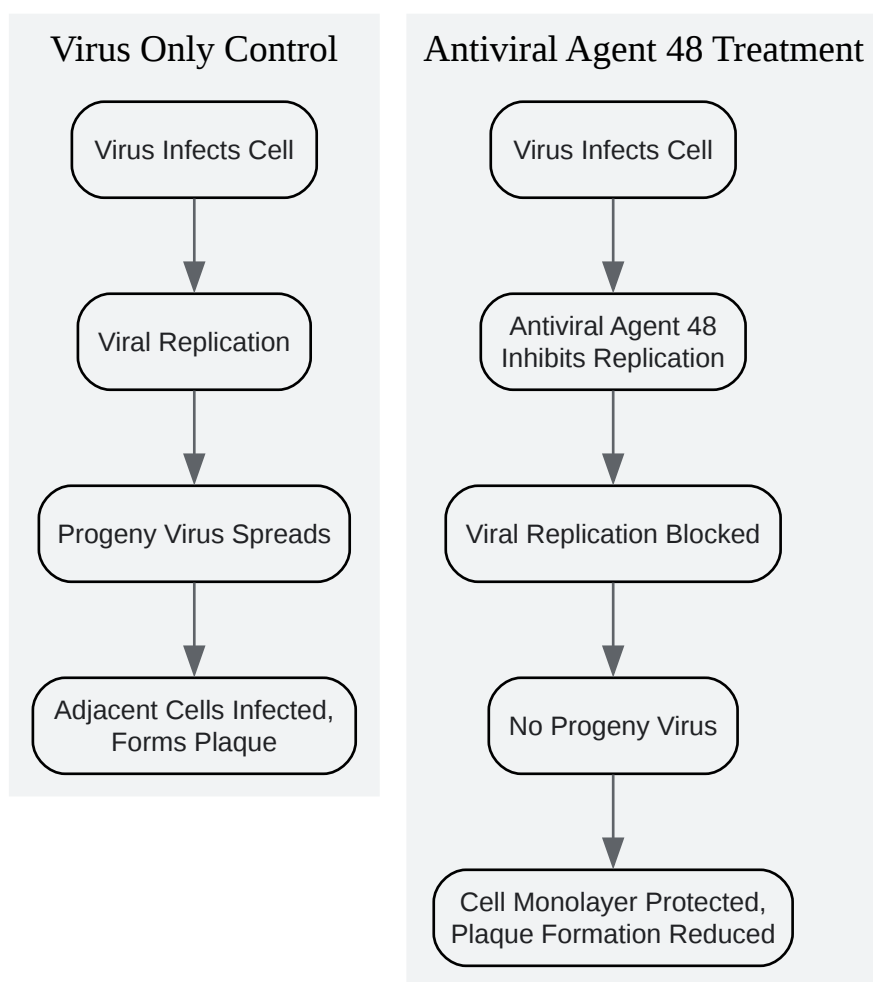 Virus Only Control
Virus Infects Cell
Viral Replication
Progeny Virus Spreads
Adjacent Cells Infected,
Forms Plaque
Antiviral Agent 48 Treatment
Virus Infects Cell
Antiviral Agent 48
Inhibits Replication
Viral Replication Blocked
No Progeny Virus
Cell Monolayer Protected,
Plaque Formation Reduced